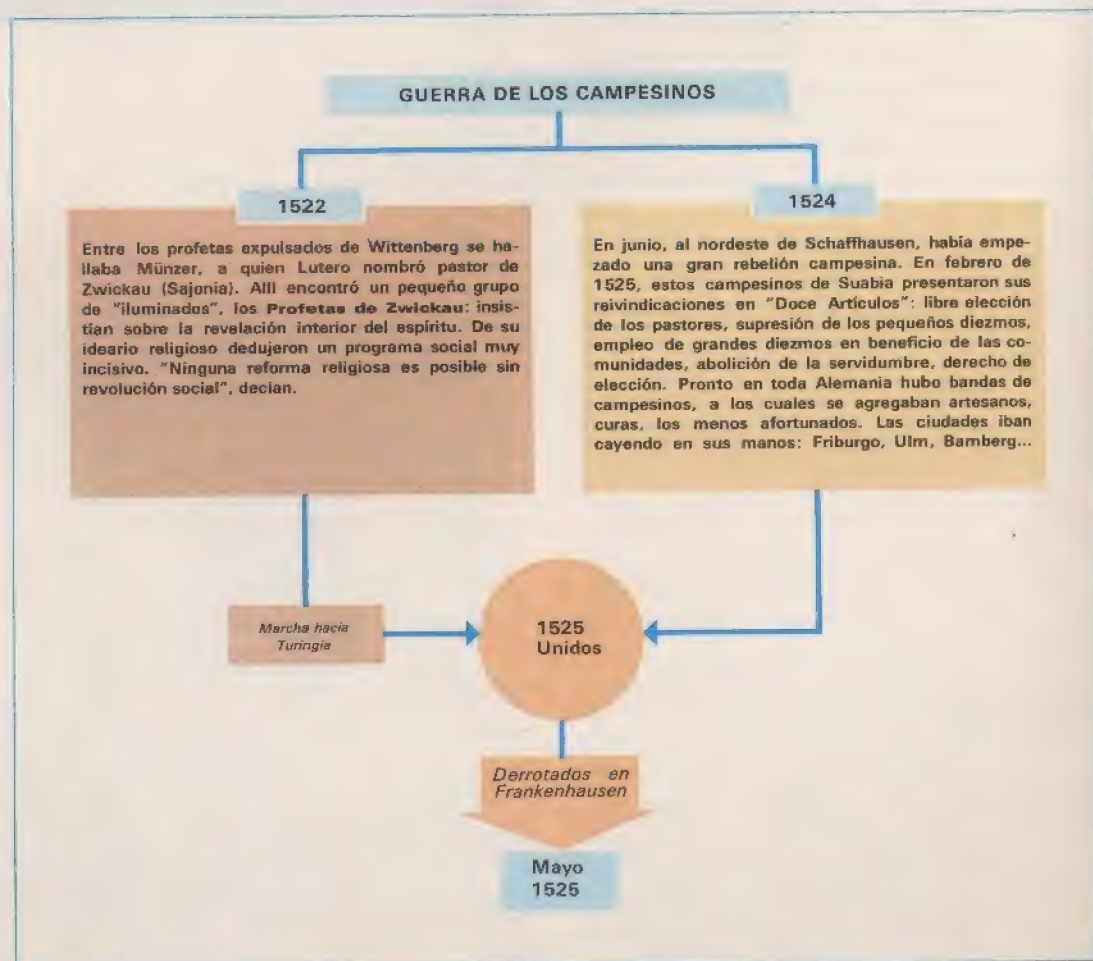 GUERRA DE LOS CAMPESINOS
1522
Entre los profetas expulsados de Wittenberg se ha-
llaba Münzer, a quien Lutero nombró pastor de
Zwickau (Sajonia). Allí encontró un pequeño grupo
de "iluminados", los Profetas de Zwickau: insis-
tían sobre la revelación interior del espíritu. De su
ideario religioso dedujeron un programa social muy
incisivo. "Ninguna reforma religiosa es posible sin
revolución social", decían.
1524
En junio, al nordeste de Schaffhausen, había empe-
zado una gran rebelión campesina. En febrero de
1525, estos campesinos de Suabia presentaron sus
reivindicaciones en "Doce Artículos": libre elección
de los pastores, supresión de los pequeños diezmos,
empleo de grandes diezmos en beneficio de las co-
munidades, abolición de la servidumbre, derecho de
elección. Pronto en toda Alemania hubo bandas de
campesinos, a los cuales se agregaban artesanos,
curas, los menos afortunados. Las ciudades iban
cayendo en sus manos: Friburgo, Ulm, Bamberg...
Marcha hacia
Turingia
1525
Unidos
Derrotados en
Frankenhausen
Mayo
1525